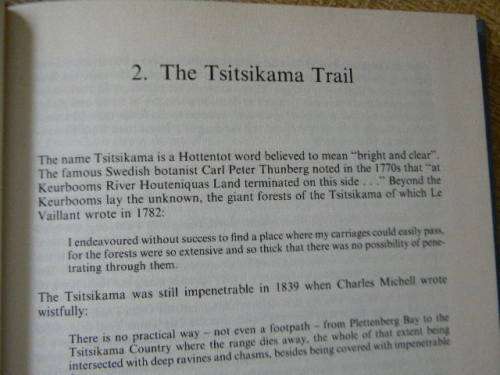 2. The Tsitsikama Trail
The name Tsitsikama is a Hottentot word believed to mean “bright and clear”.
The famous Swedish botanist Carl Peter Thunberg noted in the 1770s that “at
Keurbooms River Houteniquas Land terminated on this side . . .” Beyond the
Keurbooms lay the unknown, the giant forests of the Tsitsikama of which Le
Vaillant wrote in 1782:
I endeavoured without success to find a place where my carriages could easily pass,
for the forests were so extensive and so thick that there was no possibility of pene-
trating through them.
The Tsitsikama was still impenetrable in 1839 when Charles Michell wrote
wistfully:
There is no practical way – not even a footpath – from Plettenberg Bay to the
Tsitsikama Country where the range dies away, the whole of that extent being
intersected with deep ravines and chasms, besides being covered with impenetrable